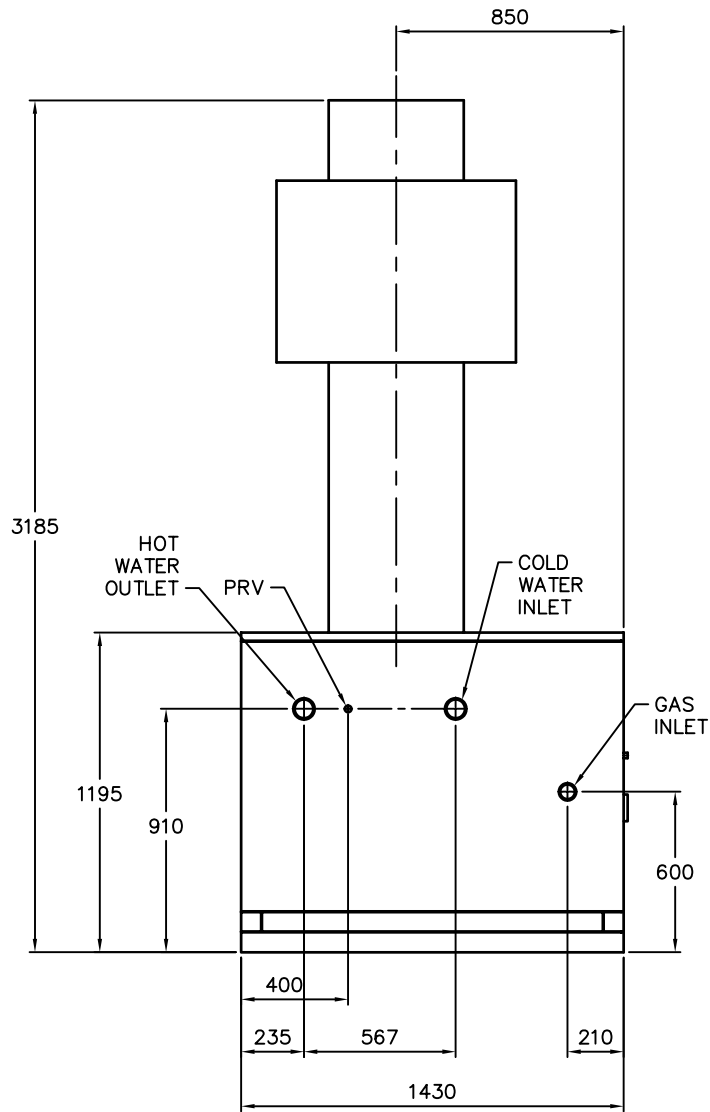 850
3185
HOT
WATER
OUTLET
PRV
COLD
WATER
INLET
GAS
INLET
1195
910
600
400
235
567
210
1430